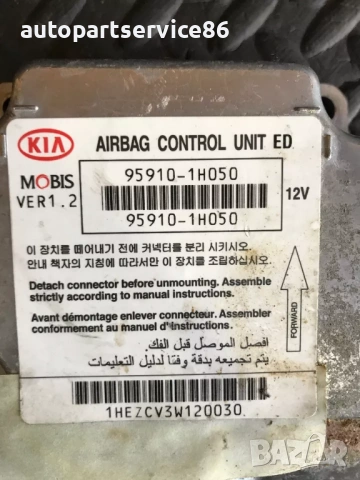 autopartservice86
KIA AIRBAG CONTROL UNIT ED
MOBIS
VER1.2
95910-1H050
95910-1H050
12V
이 장치를 떼어내기 전에 커넥터를 분리 시키시오.
안내 책자의 지침에 따라서만 이 장치를 조립하십시오.
Detach connector before unmounting. Assemble
strictly according to manual instructions.
Avant démontage enlever connecteur. Assembler
conformement au manuel d'instructions.
افصل الموصل قبل الفك.
يتم تجميعه بدقة وفقا لدليل التعليمات.
FORWARD
1HEZCV3W120030
BAZAR